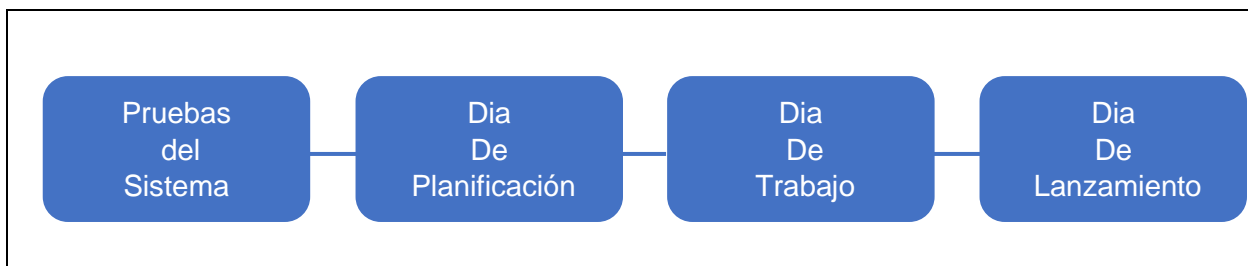 Pruebas
del
Sistema
Dia
De
Planificación
Dia
De
Trabajo
Dia
De
Lanzamiento